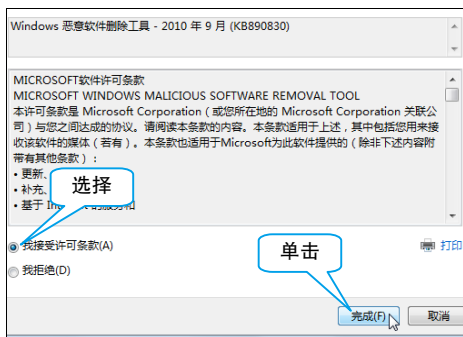 Windows 恶意软件删除工具 - 2010 年 9 月 (KB890830)
MICROSOFT软件许可条款
MICROSOFT WINDOWS MALICIOUS SOFTWARE REMOVAL TOOL
本许可条款是 Microsoft Corporation（或您所在地的 Microsoft Corporation 关联公
司）与您之间达成的协议。请阅读本条款的内容。本条款适用于上述，其中包括您用来接
收该软件的媒体（若有）。本条款也适用于Microsoft为此软件提供的（除非下述内容附
带有其他条款）：
• 更新、
选择
• 补充、
• 基于
我接受许可条款(A)
单击
打印
我拒绝(D)
完成(F)
取消